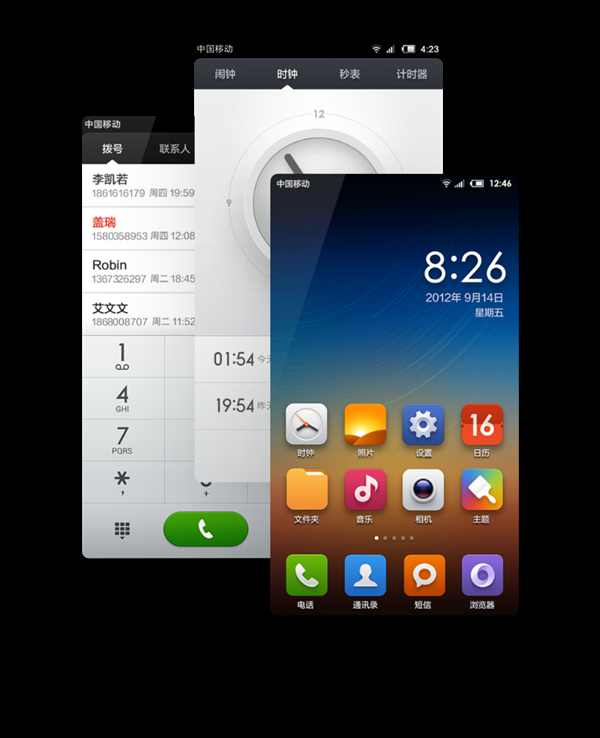 中国移动 4:23
闹钟 时钟 秒表 计时器
12
9
01:54 今天
19:54 昨天
中国移动
拨号 联系人
李凯若
1861616179 周四 19:59
盖瑞
1580358953 周四 12:08
Robin
1367326297 周二 18:45
艾文文
1868008707 周二 11:52
1
4
GHI
7
PQRS
*
,
+
中国移动 12:46
8:26
2012年 9月14日
星期五
16
时钟 照片 设置 日历
文件夹 音乐 相机 主题
电话 通讯录 短信 浏览器